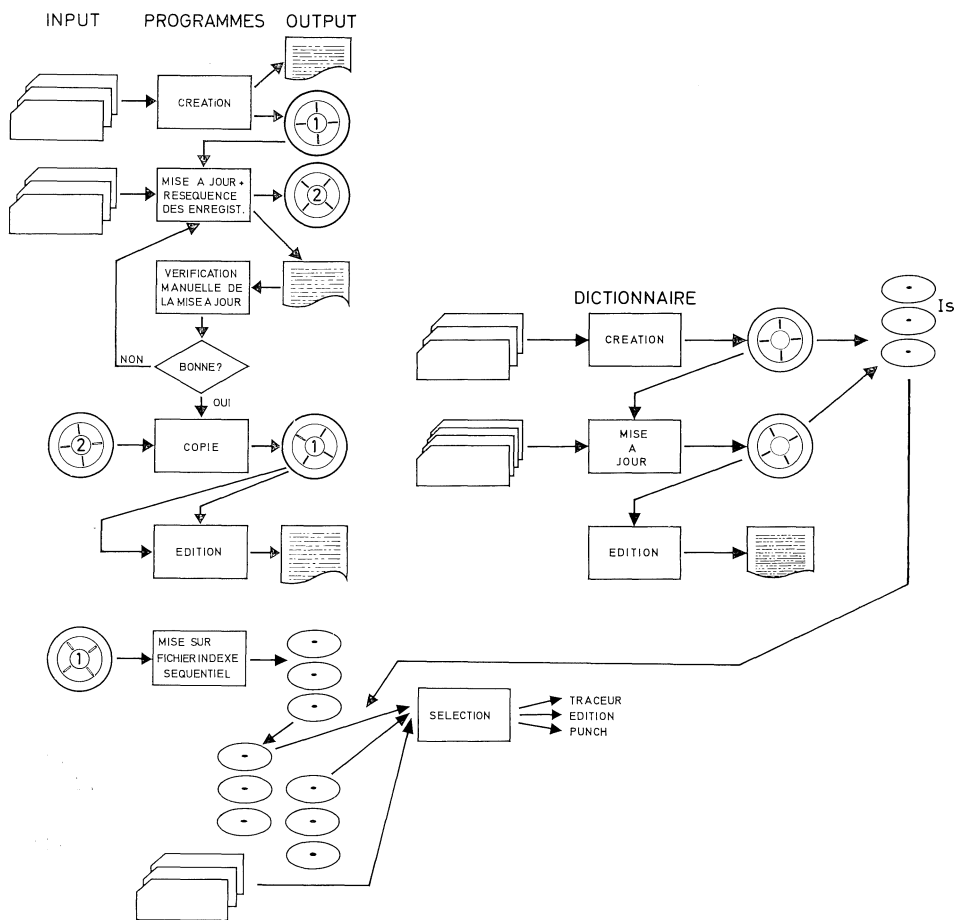 INPUT PROGRAMMES OUTPUT
CREATION
1
MISE A JOUR +
RESEQUENCE
DES ENREGIST.
2
VERIFICATION
MANUELLE DE
LA MISE A JOUR
NON
BONNE?
OUI
2
COPIE
1
EDITION
DICTIONNAIRE
CREATION
Is
MISE
A
JOUR
EDITION
1
MISE SUR
FICHIER INDEXE
SEQUENTIEL
SELECTION
TRACEUR
EDITION
PUNCH